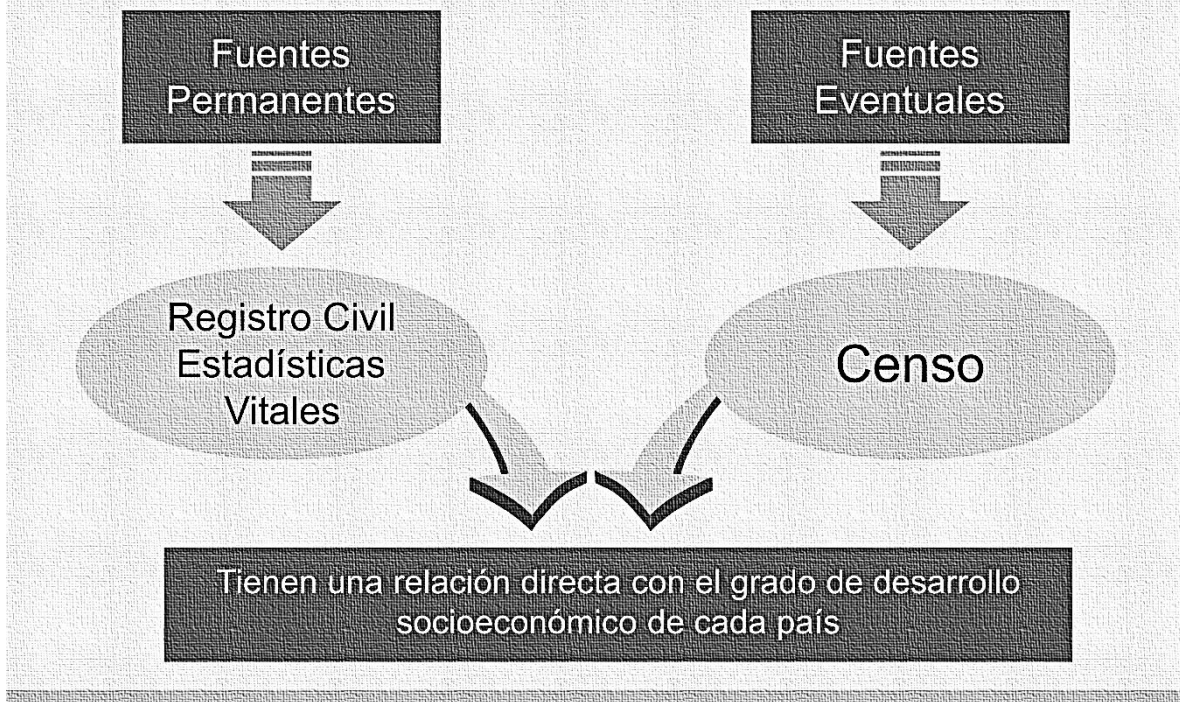 Fuentes
Permanentes
Fuentes
Eventuales
Registro Civil
Estadísticas
Vitales
Censo
Tienen una relación directa con el grado de desarrollo
socioeconómico de cada país